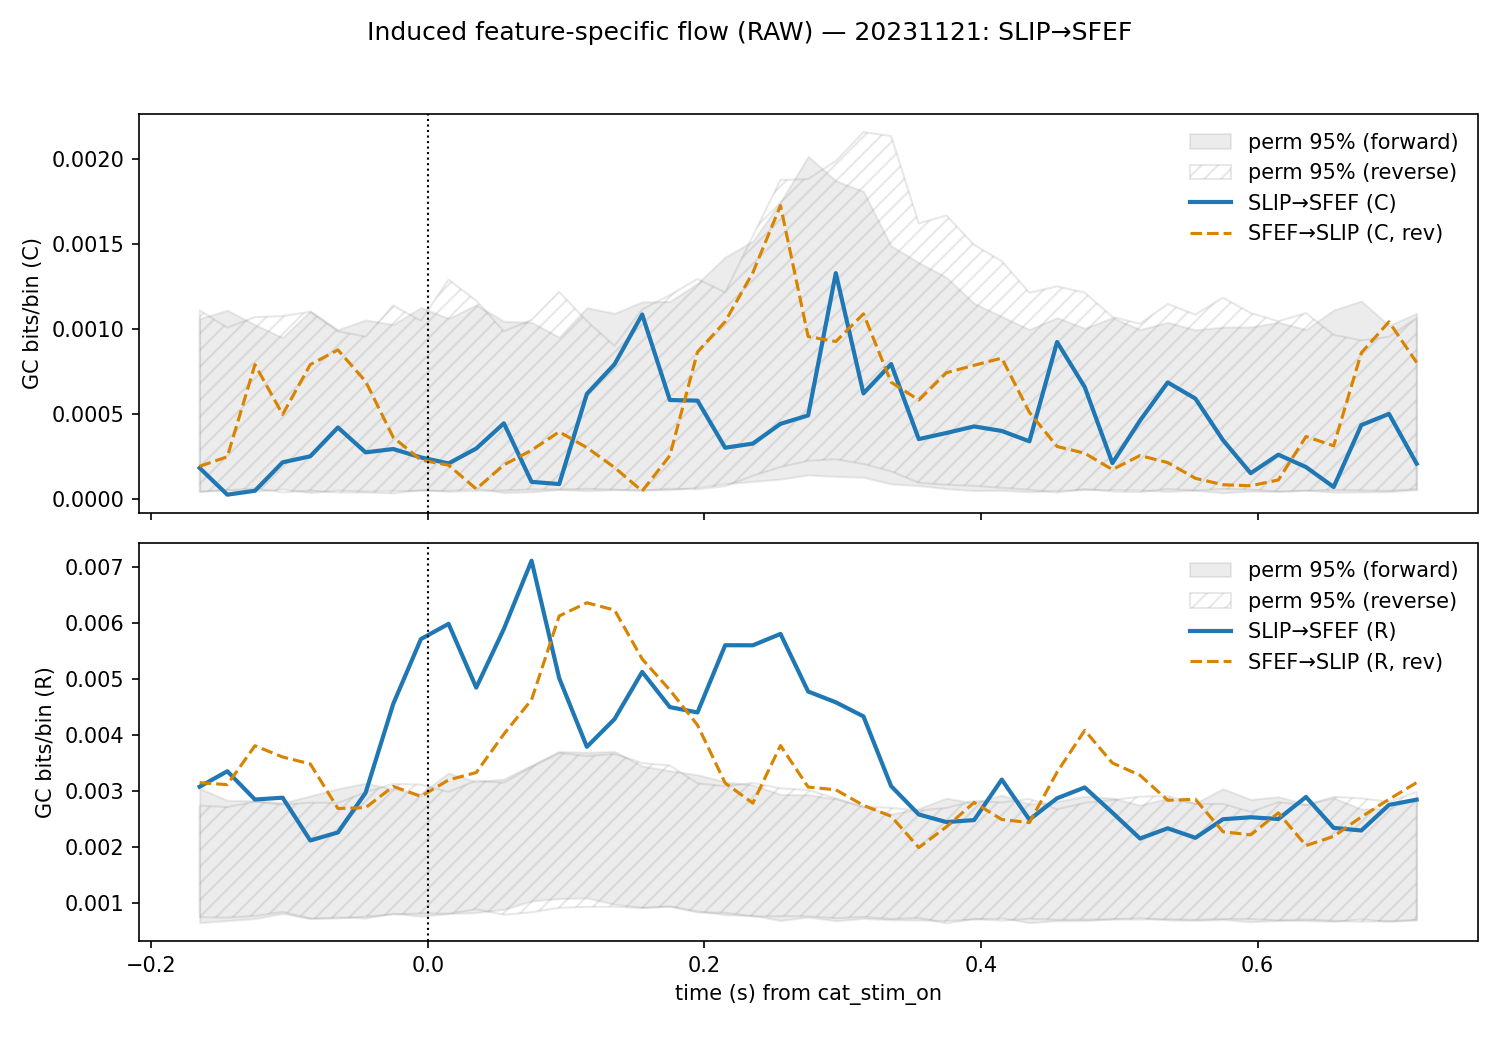 Induced feature-specific flow (RAW) — 20231121: SLIP→SFEF
GC bits/bin (C)
0.0020
0.0015
0.0010
0.0005
0.0000
perm 95% (forward)
perm 95% (reverse)
SLIP→SFEF (C)
SFEF→SLIP (C, rev)
GC bits/bin (R)
0.007
0.006
0.005
0.004
0.003
0.002
0.001
perm 95% (forward)
perm 95% (reverse)
SLIP→SFEF (R)
SFEF→SLIP (R, rev)
−0.2 0.0 0.2 0.4 0.6
time (s) from cat_stim_on